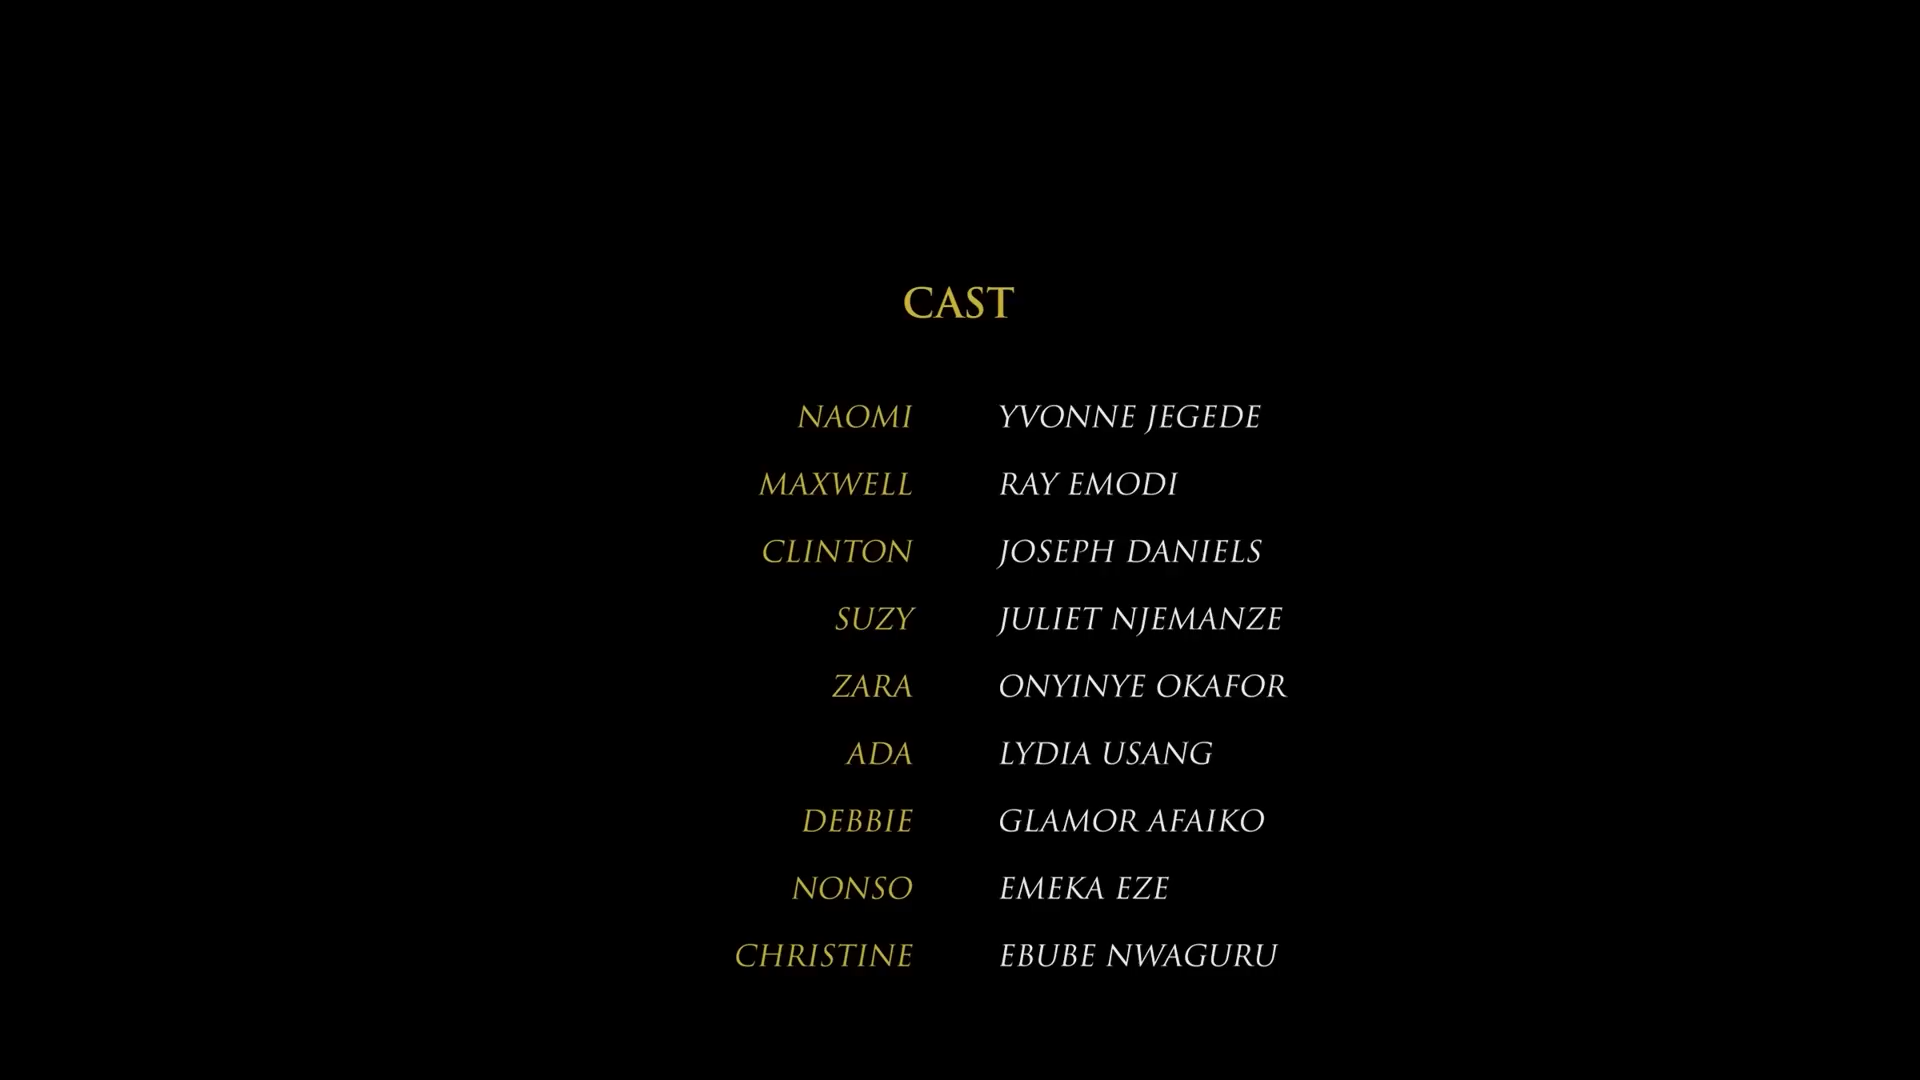 CAST
NAOMI YVONNE JEGEDE
MAXWELL RAY EMODI
CLINTON JOSEPH DANIELS
SUZY JULIET NJEMANZE
ZARA ONYINYE OKAFOR
ADA LYDIA USANG
DEBBIE GLAMOR AFAIKO
NONSO EMEKA EZE
CHRISTINE EBUBE NWAGURU